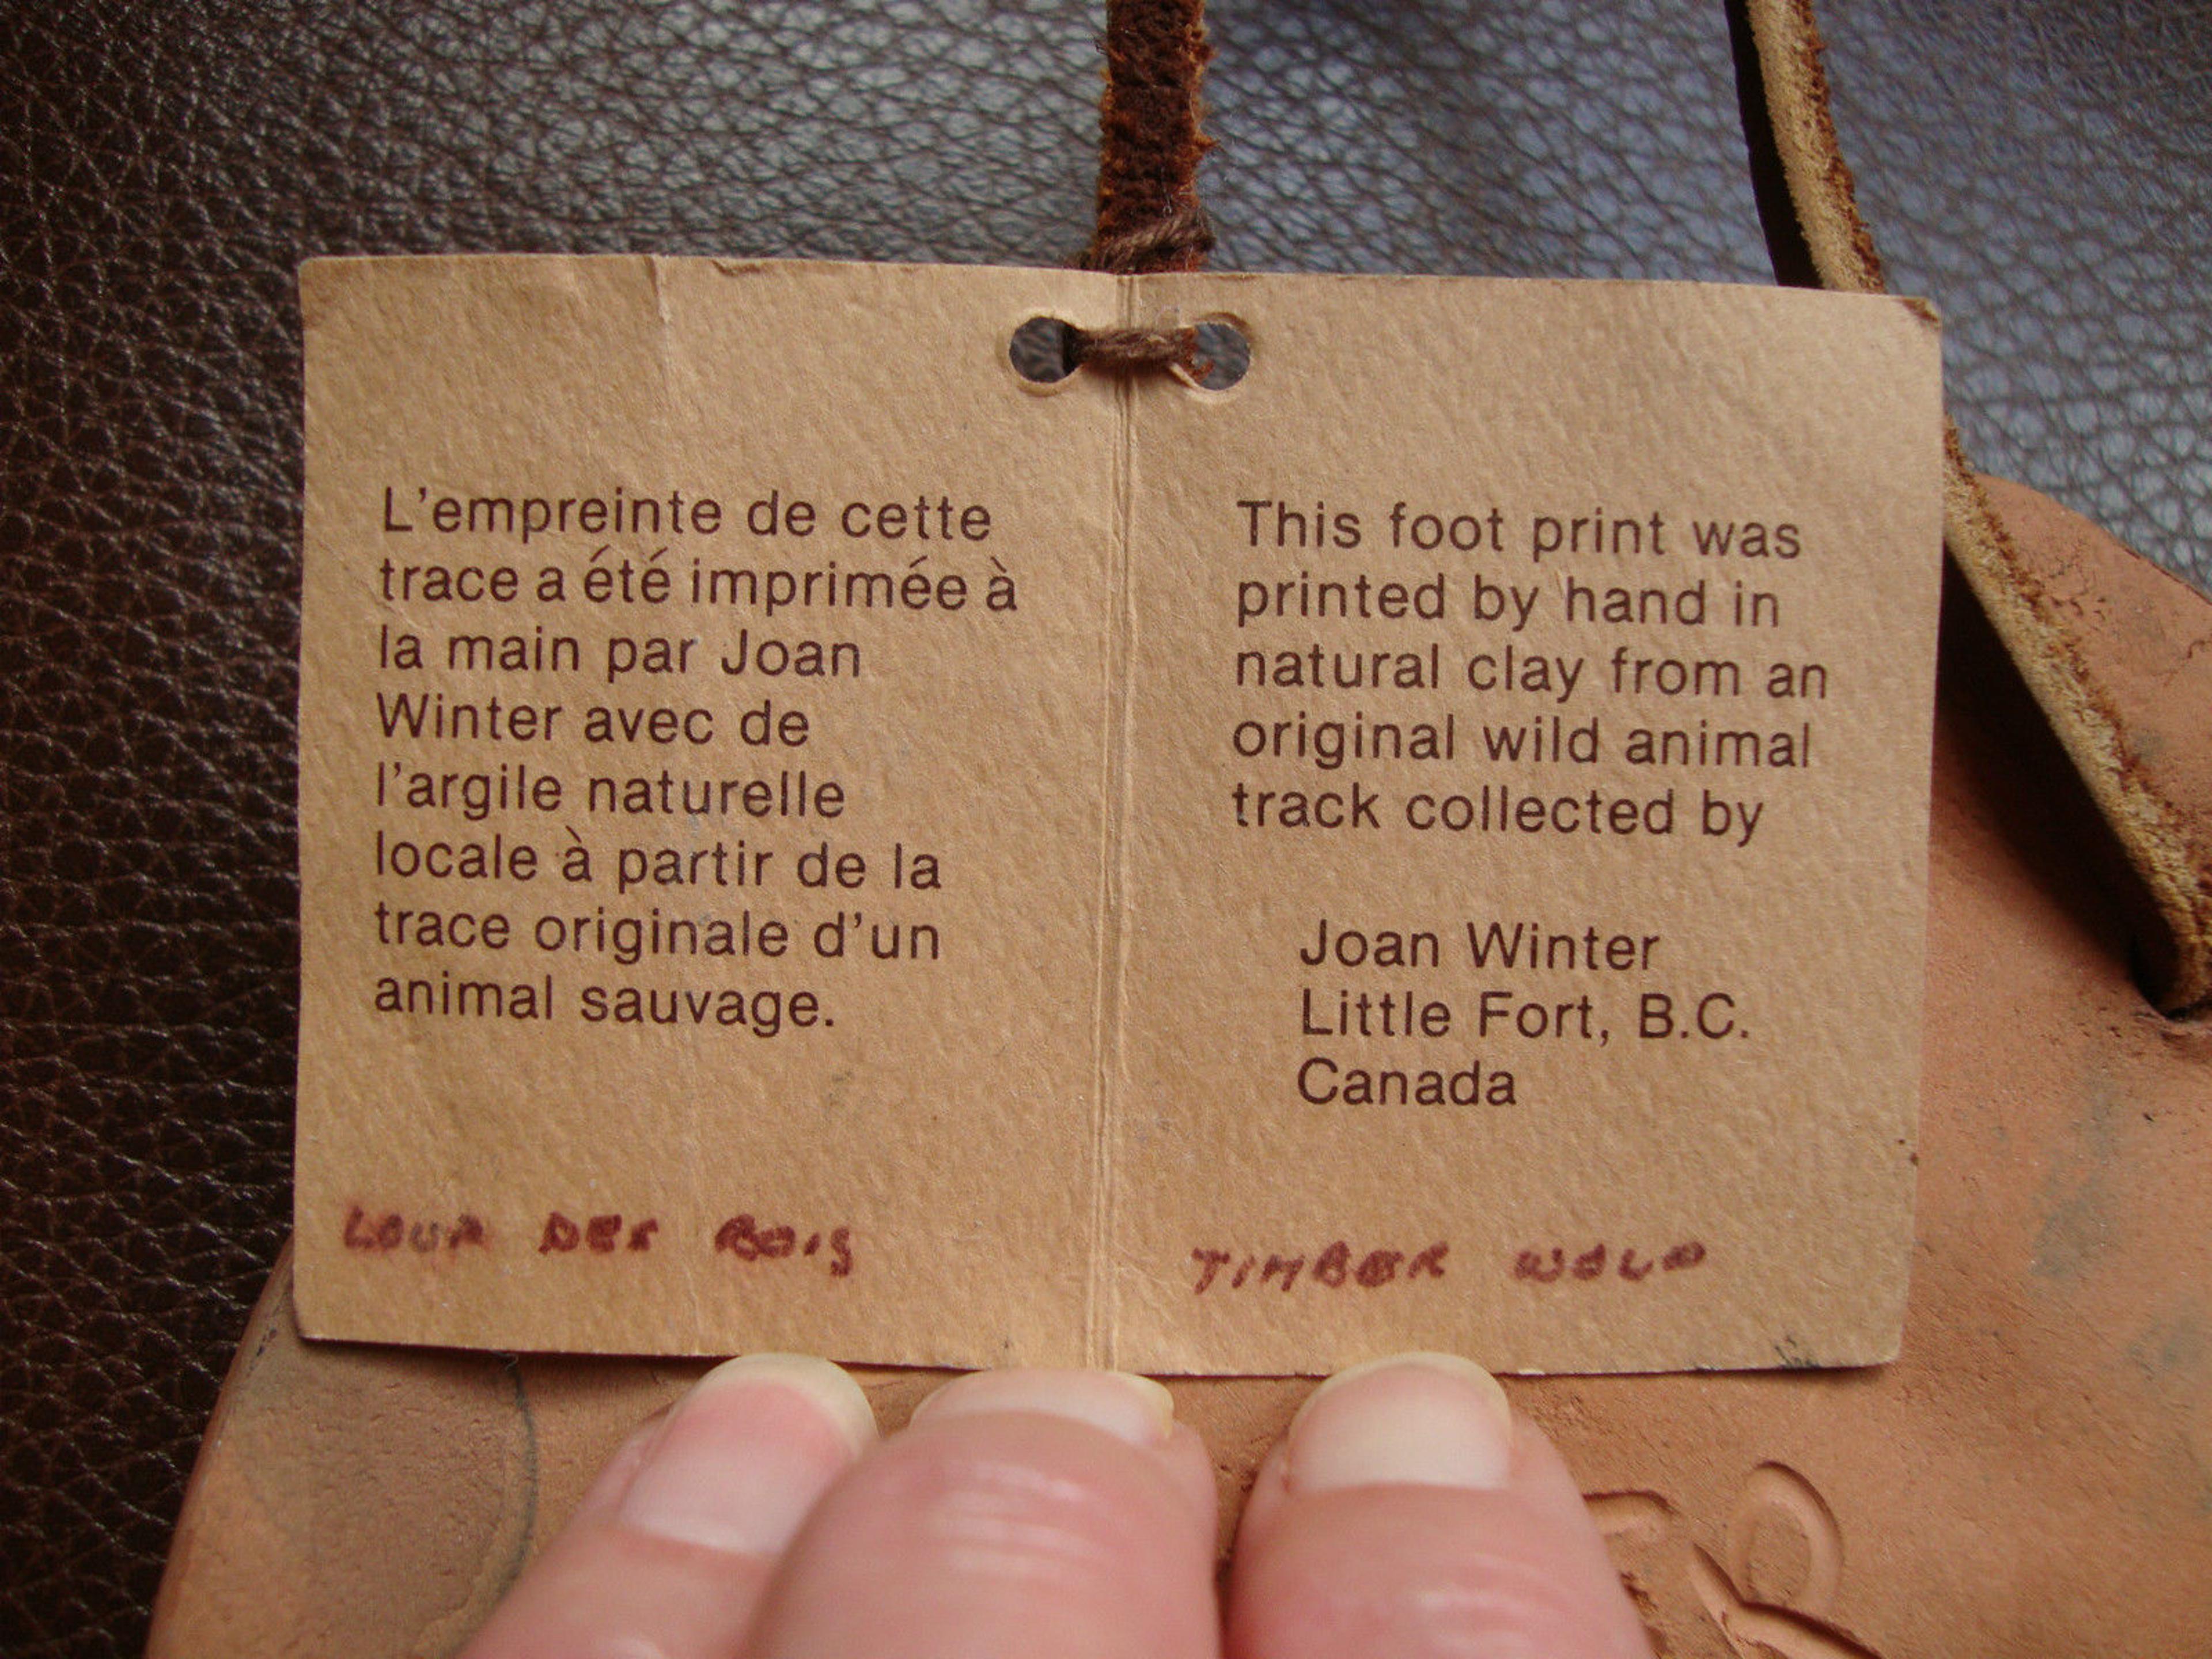 L'empreinte de cette
trace a été imprimée à
la main par Joan
Winter avec de
l'argile naturelle
locale à partir de la
trace originale d'un
animal sauvage.
LOUP DES BOIS
This foot print was
printed by hand in
natural clay from an
original wild animal
track collected by
Joan Winter
Little Fort, B.C.
Canada
TIMBER WOLF